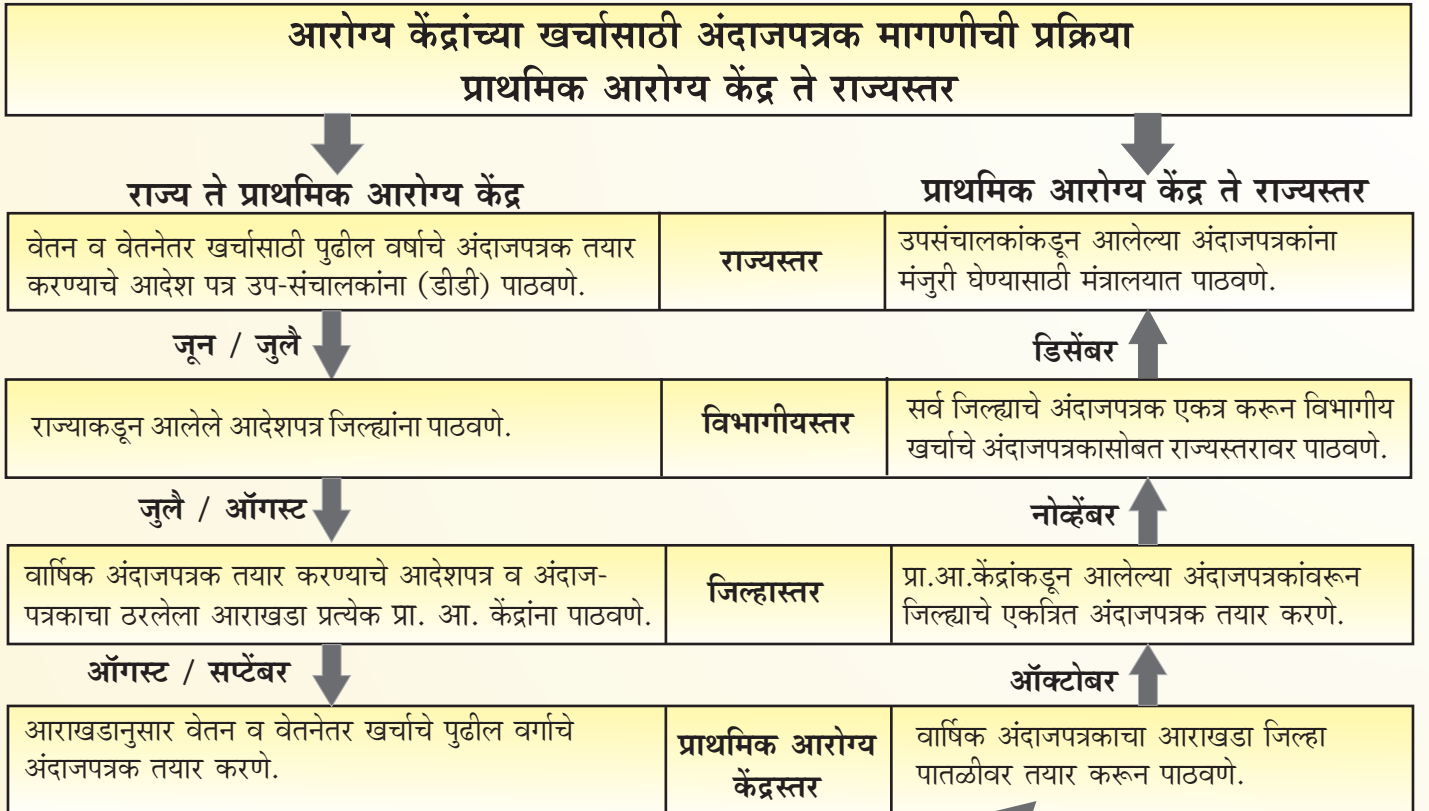 आरोग्य केंद्रांच्या खर्चासाठी अंदाजपत्रक मागणीची प्रक्रिया
प्राथमिक आरोग्य केंद्र ते राज्यस्तर
राज्य ते प्राथमिक आरोग्य केंद्र
प्राथमिक आरोग्य केंद्र ते राज्यस्तर
वेतन व वेतनेतर खर्चासाठी पुढील वर्षाचे अंदाजपत्रक तयार
करण्याचे आदेश पत्र उप-संचालकांना (डीडी) पाठवणे.
राज्यस्तर
उपसंचालकांकडून आलेल्या अंदाजपत्रकांना
मंजुरी घेण्यासाठी मंत्रालयात पाठवणे.
जून / जुलै
डिसेंबर
राज्याकडून आलेले आदेशपत्र जिल्ह्यांना पाठवणे.
विभागीयस्तर
सर्व जिल्ह्याचे अंदाजपत्रक एकत्र करून विभागीय
खर्चाचे अंदाजपत्रकासोबत राज्यस्तरावर पाठवणे.
जुलै / ऑगस्ट
नोव्हेंबर
वार्षिक अंदाजपत्रक तयार करण्याचे आदेशपत्र व अंदाज-
पत्रकाचा ठरलेला आराखडा प्रत्येक प्रा. आ. केंद्रांना पाठवणे.
जिल्हास्तर
प्रा.आ.केंद्रांकडून आलेल्या अंदाजपत्रकांवरून
जिल्ह्याचे एकत्रित अंदाजपत्रक तयार करणे.
ऑगस्ट / सप्टेंबर
ऑक्टोबर
आराखडानुसार वेतन व वेतनेतर खर्चाचे पुढील वर्गाचे
अंदाजपत्रक तयार करणे.
प्राथमिक आरोग्य
केंद्रस्तर
वार्षिक अंदाजपत्रकाचा आराखडा जिल्हा
पातळीवर तयार करून पाठवणे.